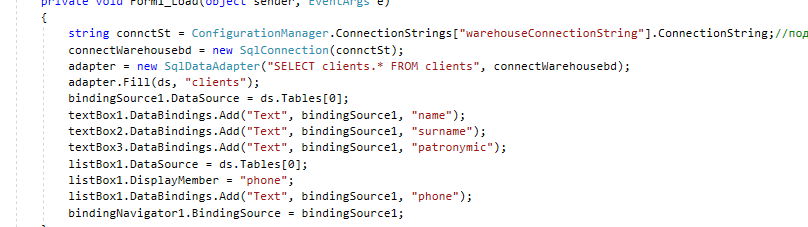 private void Form1_Load(object sender, EventArgs e)
{
string connctSt = ConfigurationManager.ConnectionStrings["warehouseConnectionString"].ConnectionString;//под
connectWarehousebd = new SqlConnection(connctSt);
adapter = new SqlDataAdapter("SELECT clients.* FROM clients", connectWarehousebd);
adapter.Fill(ds, "clients");
bindingSource1.DataSource = ds.Tables[0];
textBox1.DataBindings.Add("Text", bindingSource1, "name");
textBox2.DataBindings.Add("Text", bindingSource1, "surname");
textBox3.DataBindings.Add("Text", bindingSource1, "patronymic");
listBox1.DataSource = ds.Tables[0];
listBox1.DisplayMember = "phone";
listBox1.DataBindings.Add("Text", bindingSource1, "phone");
bindingNavigator1.BindingSource = bindingSource1;